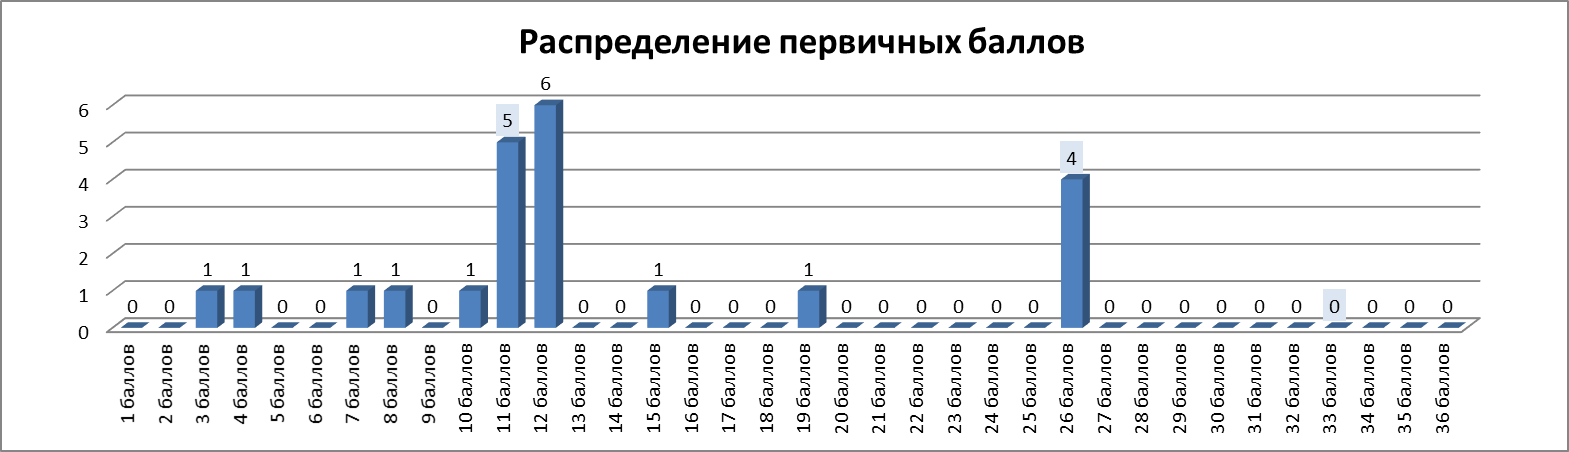 Распределение первичных баллов
6
5
4
3
2
1
0
0 0 1 1 0 0 1 1 0 1 5 6 0 0 1 0 0 0 1 0 0 0 0 0 0 4 0 0 0 0 0 0 0 0 0 0
1 баллов
2 баллов
3 баллов
4 баллов
5 баллов
6 баллов
7 баллов
8 баллов
9 баллов
10 баллов
11 баллов
12 баллов
13 баллов
14 баллов
15 баллов
16 баллов
17 баллов
18 баллов
19 баллов
20 баллов
21 баллов
22 баллов
23 баллов
24 баллов
25 баллов
26 баллов
27 баллов
28 баллов
29 баллов
30 баллов
31 баллов
32 баллов
33 баллов
34 баллов
35 баллов
36 баллов